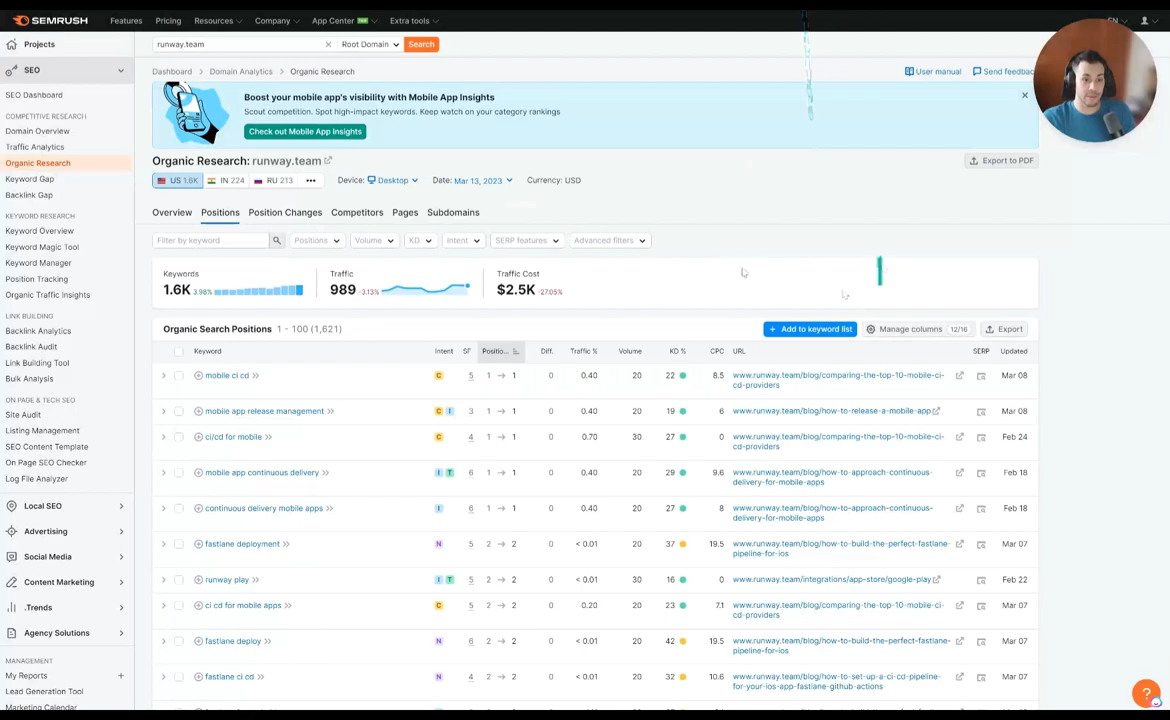 SEMRUSH
Features Pricing Resources Company App Center Extra tools EN
Projects
SEO
SEO Dashboard
COMPETITIVE RESEARCH
Domain Overview
Traffic Analytics
Organic Research
Keyword Gap
Backlink Gap
KEYWORD RESEARCH
Keyword Overview
Keyword Magic Tool
Keyword Manager
Position Tracking
Organic Traffic Insights
LINK BUILDING
Backlink Analytics
Backlink Audit
Link Building Tool
Bulk Analysis
ON PAGE & TECH SEO
Site Audit
Listing Management
SEO Content Template
On Page SEO Checker
Log File Analyzer
Local SEO
Advertising
Social Media
Content Marketing
.Trends
Agency Solutions
MANAGEMENT
My Reports +
Lead Generation Tool
Marketing Calendar
runway.team Root Domain Search
Dashboard > Domain Analytics > Organic Research User manual Send feedbac
Boost your mobile app's visibility with Mobile App Insights
Scout competition. Spot high-impact keywords. Keep watch on your category rankings
Check out Mobile App Insights
Organic Research: runway.team Export to PDF
US 1.6K IN 224 RU 213 ••• Device: Desktop Date: Mar 13, 2023 Currency: USD
Overview Positions Position Changes Competitors Pages Subdomains
Filter by keyword Positions Volume KD Intent SERP features Advanced filters
Keywords Traffic Traffic Cost
1.6K 3.98% 989 -3.13% $2.5K -27.05%
Organic Search Positions 1 - 100 (1,621) + Add to keyword list Manage columns 12/16 Export
Keyword Intent SF Positio... Diff. Traffic % Volume KD % CPC URL SERP Updated
mobile ci cd C 5 1 → 1 0 0.40 20 22 8.5 www.runway.team/blog/comparing-the-top-10-mobile-ci-
cd-providers Mar 08
mobile app release management C I 3 1 → 1 0 0.40 20 19 6 www.runway.team/blog/how-to-release-a-mobile-app Mar 08
ci/cd for mobile C 4 1 → 1 0 0.70 30 27 0 www.runway.team/blog/comparing-the-top-10-mobile-ci-
cd-providers Feb 24
mobile app continuous delivery I T 6 1 → 1 0 0.40 20 27 9.6 www.runway.team/blog/how-to-approach-continuous-
delivery-for-mobile-apps Feb 18
continuous delivery mobile apps I 6 1 → 1 0 0.40 20 27 8 www.runway.team/blog/how-to-approach-continuous-
delivery-for-mobile-apps Feb 18
fastlane deployment N 5 2 → 2 0 < 0.01 30 37 19.5 www.runway.team/blog/how-to-build-the-perfect-fastlane-
pipeline-for-ios Mar 07
runway play I T 5 2 → 2 0 < 0.01 30 16 0 www.runway.team/integrations/app-store/google-play Feb 22
ci cd for mobile apps C 5 2 → 2 0 0.20 20 23 7.1 www.runway.team/blog/comparing-the-top-10-mobile-ci-
cd-providers Mar 07
fastlane deploy N 6 2 → 2 0 < 0.01 20 42 19.5 www.runway.team/blog/how-to-build-the-perfect-fastlane-
pipeline-for-ios Mar 07
fastlane ci cd N 4 2 → 2 0 < 0.01 20 32 10.6 www.runway.team/blog/how-to-set-up-a-ci-cd-pipeline-
for-your-ios-app-fastlane-github-actions Mar 07
?